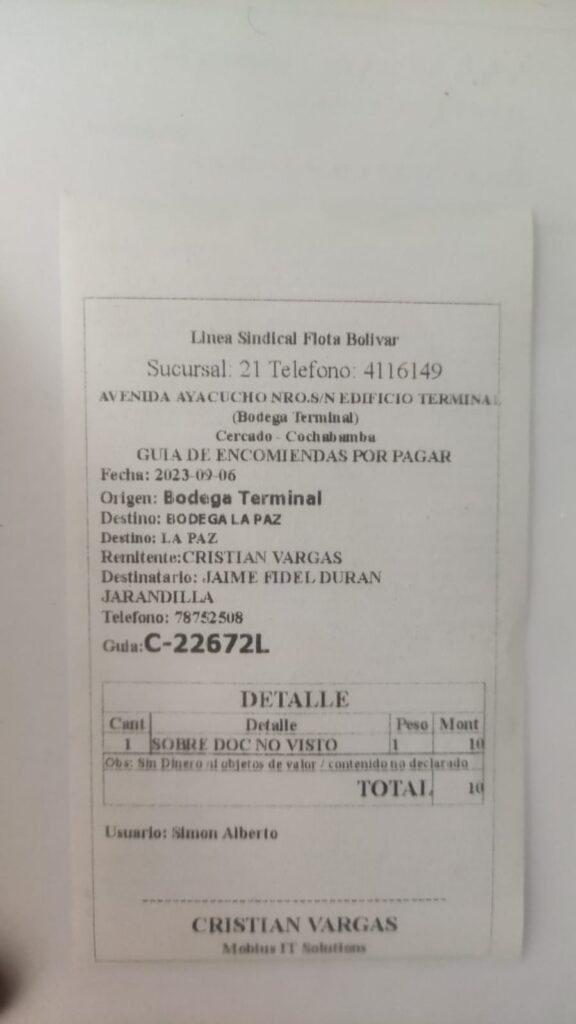 Linea Sindical Flota Bolivar
Sucursal: 21 Telefono: 4116149
AVENIDA AYACUCHO NRO.S/N EDIFICIO TERMINAL
(Bodega Terminal)
Cercado - Cochabamba
GUIA DE ENCOMIENDAS POR PAGAR
Fecha: 2023-09-06
Origen: Bodega Terminal
Destino: BODEGA LA PAZ
Destino: LA PAZ
Remitente:CRISTIAN VARGAS
Destinatario: JAIME FIDEL DURAN
JARANDILLA
Telefono: 78752508
Guia:C-22672L
DETALLE
Cant Detalle Peso Mont
1 SOBRE DOC NO VISTO 1 10
Obs: Sin Dinero ni objetos de valor / contenido no declarado
TOTAL 10
Usuario: Simon Alberto
CRISTIAN VARGAS
Mobius IT Solutions